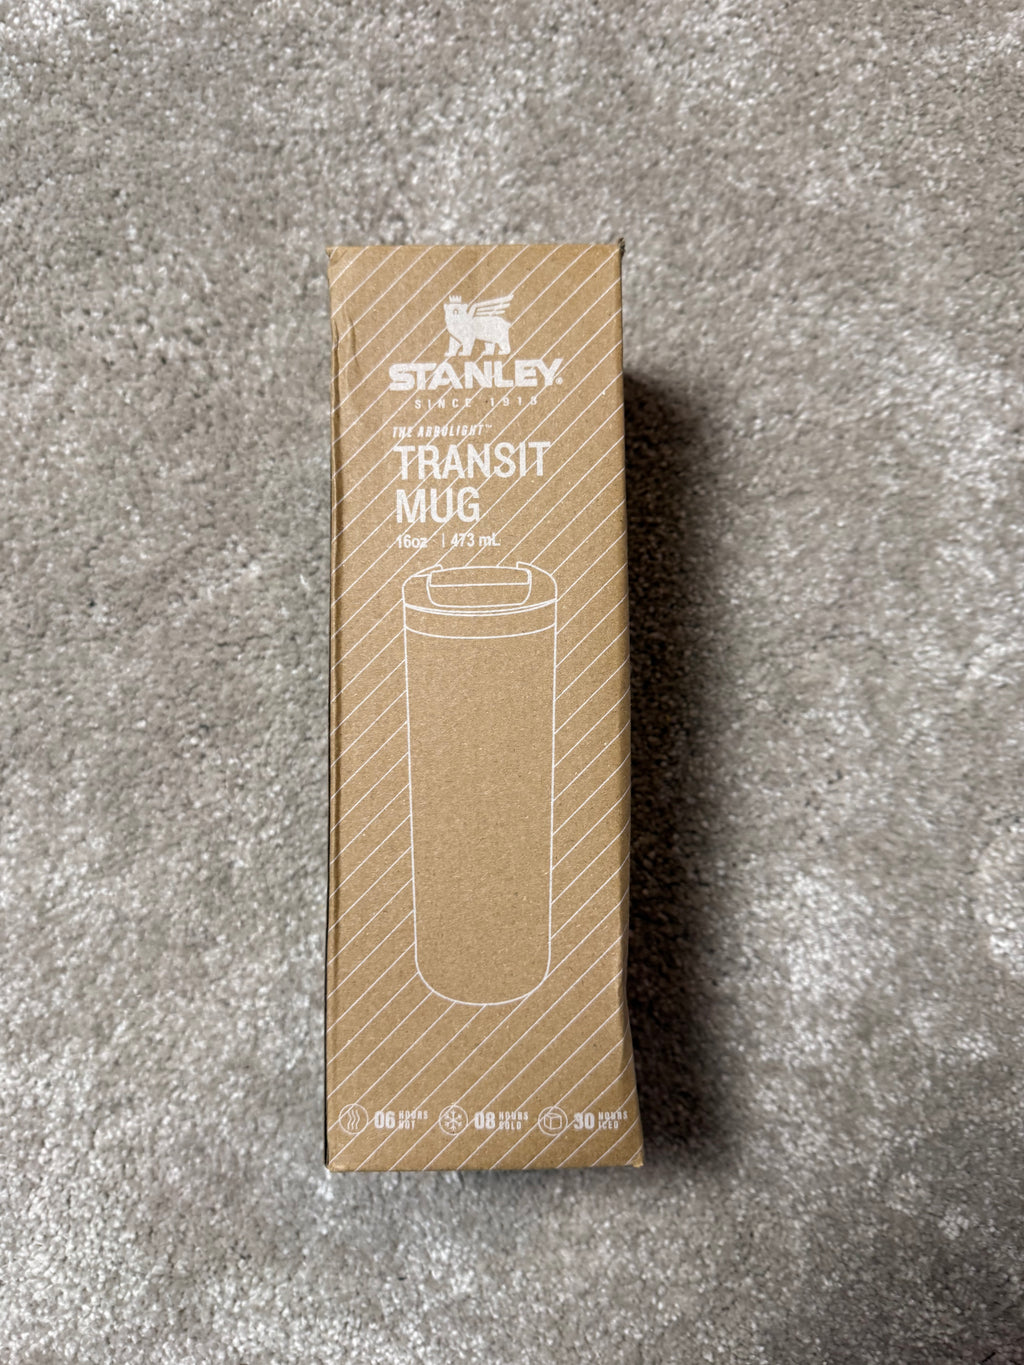 STANLEY®
SINCE 1913
THE AEROLIGHT™
TRANSIT
MUG
16oz | 473 mL
06 HOURS HOT
08 HOURS COLD
30 HOURS ICED